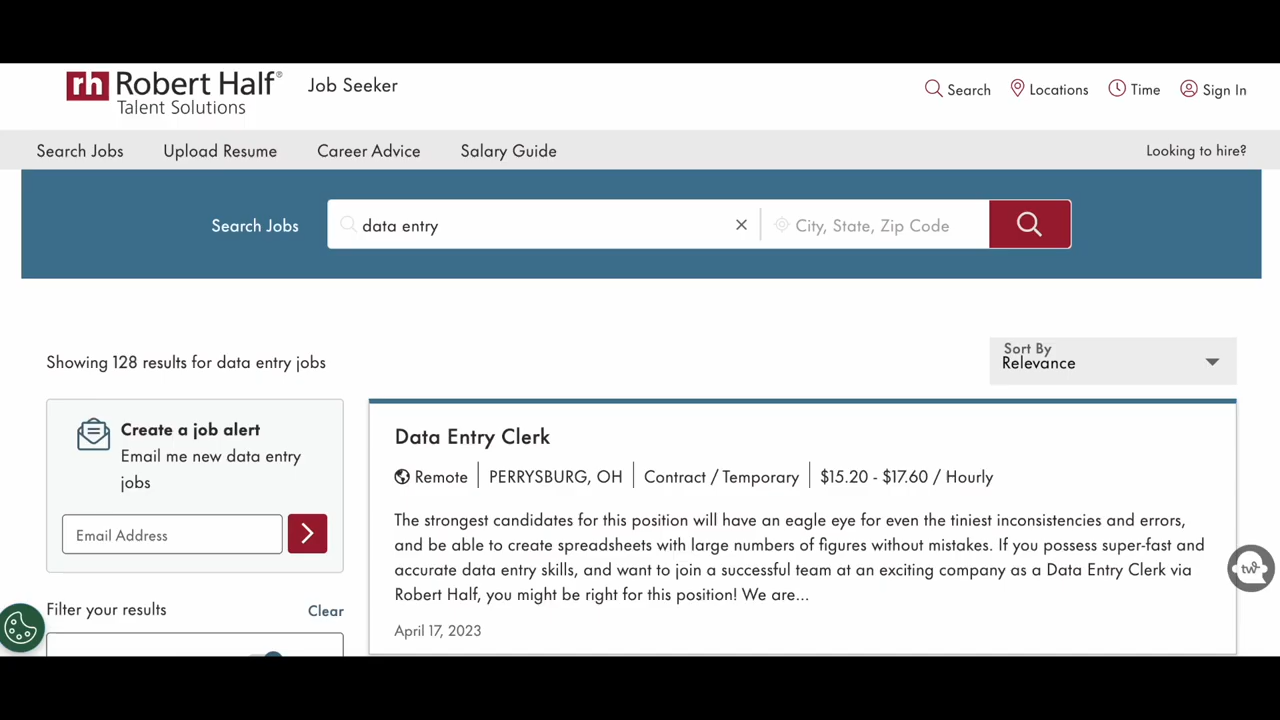 rh Robert Half® Job Seeker
Talent Solutions
Search Locations Time Sign In
Search Jobs Upload Resume Career Advice Salary Guide Looking to hire?
Search Jobs data entry City, State, Zip Code
Showing 128 results for data entry jobs
Sort By
Relevance
Create a job alert
Email me new data entry
jobs
Email Address
Filter your results Clear
Data Entry Clerk
Remote PERRYSBURG, OH Contract / Temporary $15.20 - $17.60 / Hourly
The strongest candidates for this position will have an eagle eye for even the tiniest inconsistencies and errors,
and be able to create spreadsheets with large numbers of figures without mistakes. If you possess super-fast and
accurate data entry skills, and want to join a successful team at an exciting company as a Data Entry Clerk via
Robert Half, you might be right for this position! We are...
April 17, 2023
tw